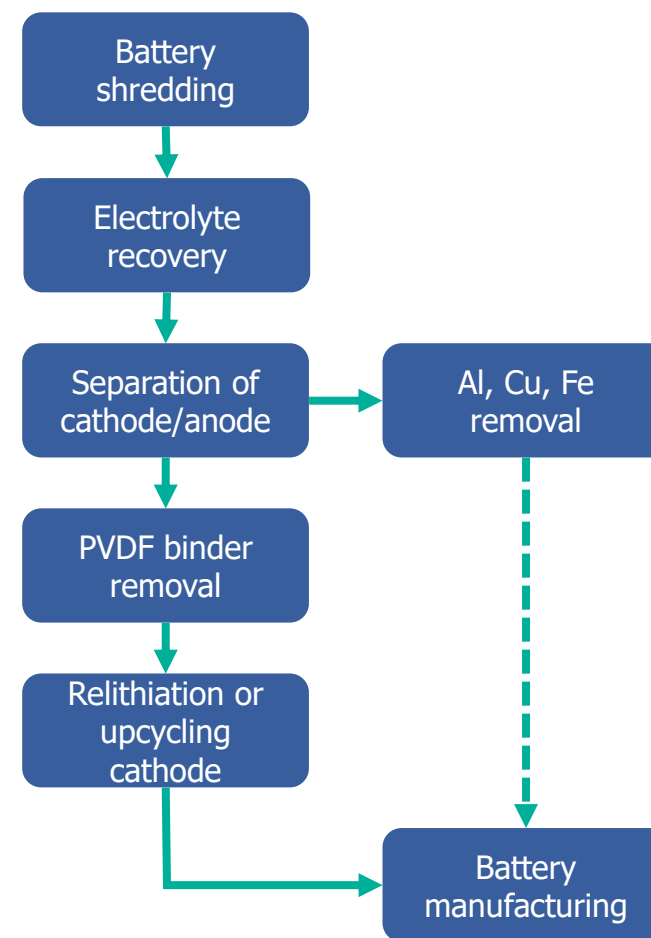 Battery
shredding
Electrolyte
recovery
Separation of
cathode/anode
Al, Cu, Fe
removal
PVDF binder
removal
Relithiation or
upcycling
cathode
Battery
manufacturing